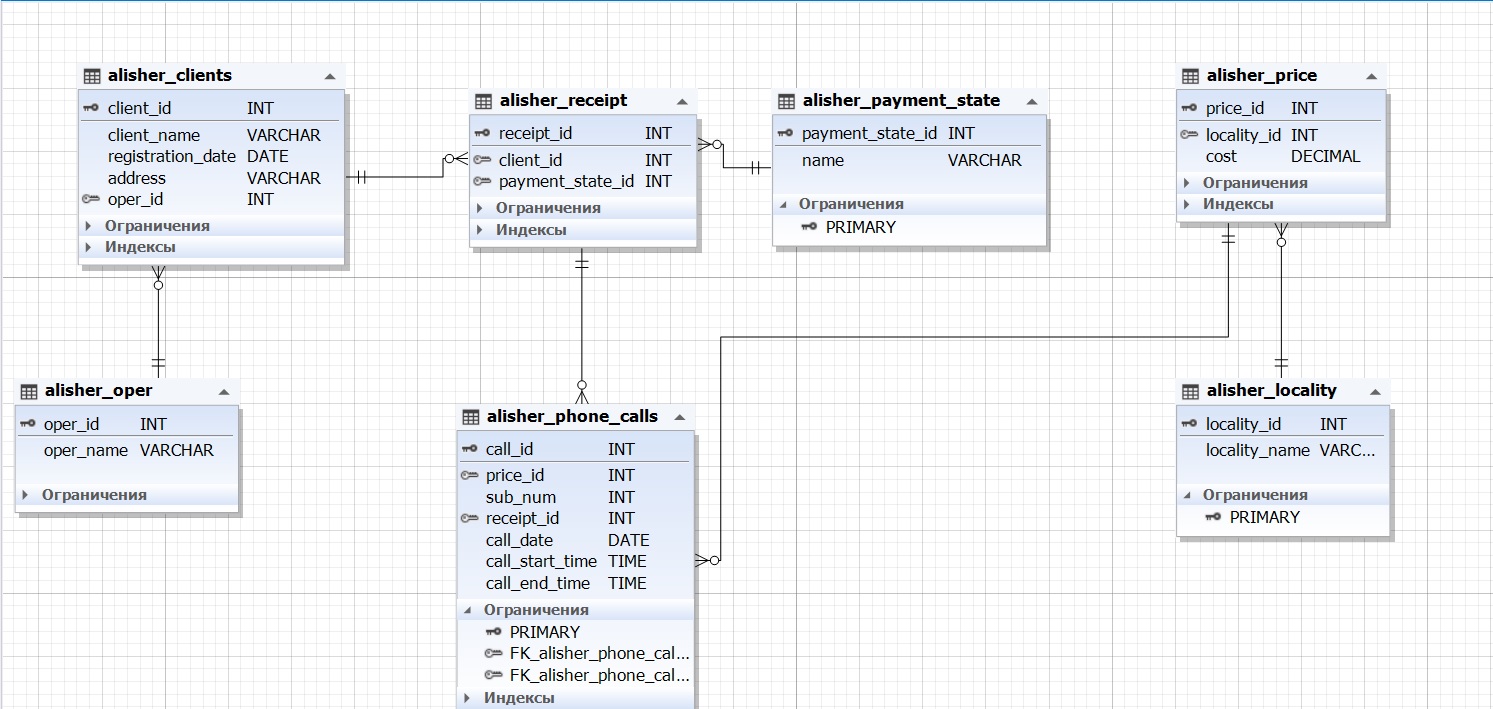 alisher_clients
client_id INT
client_name VARCHAR
registration_date DATE
address VARCHAR
oper_id INT
Ограничения
Индексы
alisher_receipt
receipt_id INT
client_id INT
payment_state_id INT
Ограничения
Индексы
alisher_payment_state
payment_state_id INT
name VARCHAR
Ограничения
PRIMARY
alisher_price
price_id INT
locality_id INT
cost DECIMAL
Ограничения
Индексы
alisher_oper
oper_id INT
oper_name VARCHAR
Ограничения
alisher_phone_calls
call_id INT
price_id INT
sub_num INT
receipt_id INT
call_date DATE
call_start_time TIME
call_end_time TIME
Ограничения
PRIMARY
FK_alisher_phone_cal...
FK_alisher_phone_cal...
Индексы
alisher_locality
locality_id INT
locality_name VARC...
Ограничения
PRIMARY